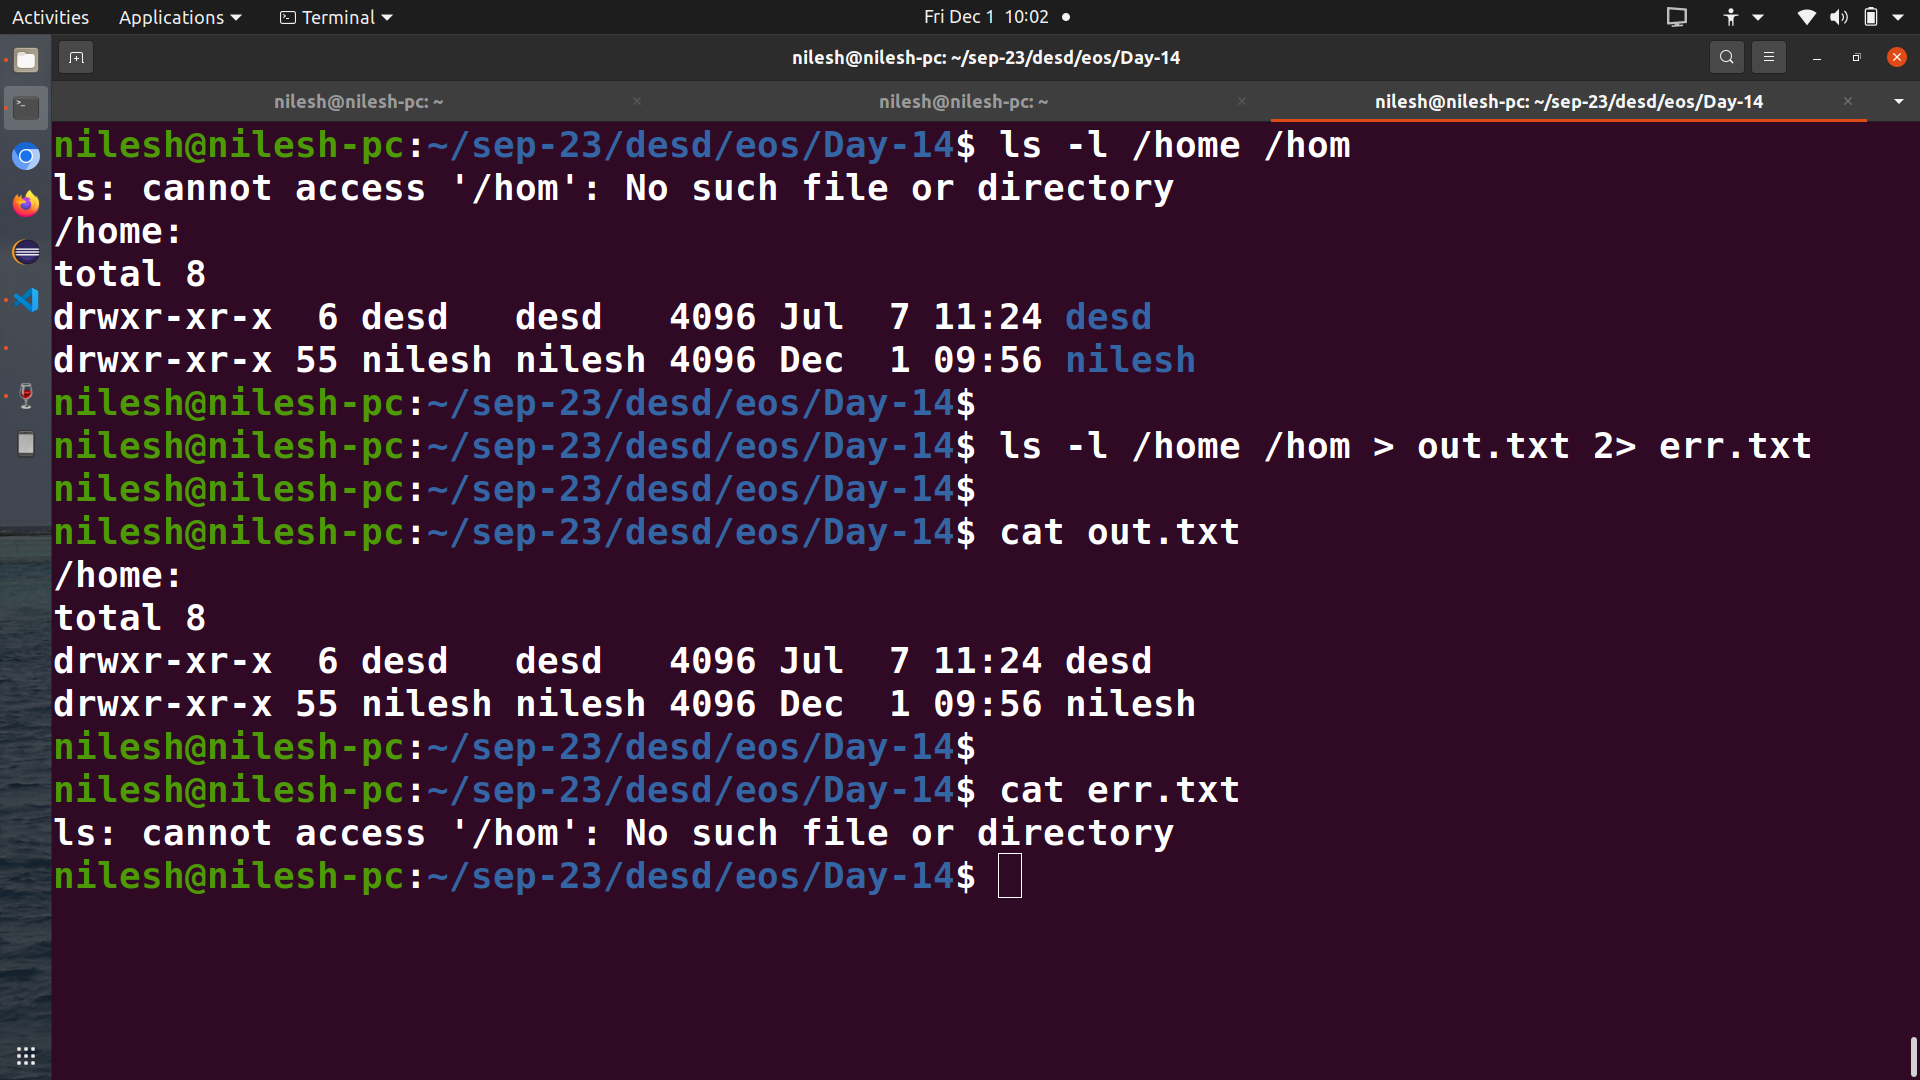 Activities Applications Terminal Fri Dec 1 10:02
nilesh@nilesh-pc: ~/sep-23/desd/eos/Day-14
nilesh@nilesh-pc: ~ nilesh@nilesh-pc: ~ nilesh@nilesh-pc: ~/sep-23/desd/eos/Day-14
nilesh@nilesh-pc:~/sep-23/desd/eos/Day-14$ ls -l /home /hom
ls: cannot access '/hom': No such file or directory
/home:
total 8
drwxr-xr-x  6 desd   desd   4096 Jul  7 11:24 desd
drwxr-xr-x 55 nilesh nilesh 4096 Dec  1 09:56 nilesh
nilesh@nilesh-pc:~/sep-23/desd/eos/Day-14$
nilesh@nilesh-pc:~/sep-23/desd/eos/Day-14$ ls -l /home /hom > out.txt 2> err.txt
nilesh@nilesh-pc:~/sep-23/desd/eos/Day-14$
nilesh@nilesh-pc:~/sep-23/desd/eos/Day-14$ cat out.txt
/home:
total 8
drwxr-xr-x  6 desd   desd   4096 Jul  7 11:24 desd
drwxr-xr-x 55 nilesh nilesh 4096 Dec  1 09:56 nilesh
nilesh@nilesh-pc:~/sep-23/desd/eos/Day-14$
nilesh@nilesh-pc:~/sep-23/desd/eos/Day-14$ cat err.txt
ls: cannot access '/hom': No such file or directory
nilesh@nilesh-pc:~/sep-23/desd/eos/Day-14$